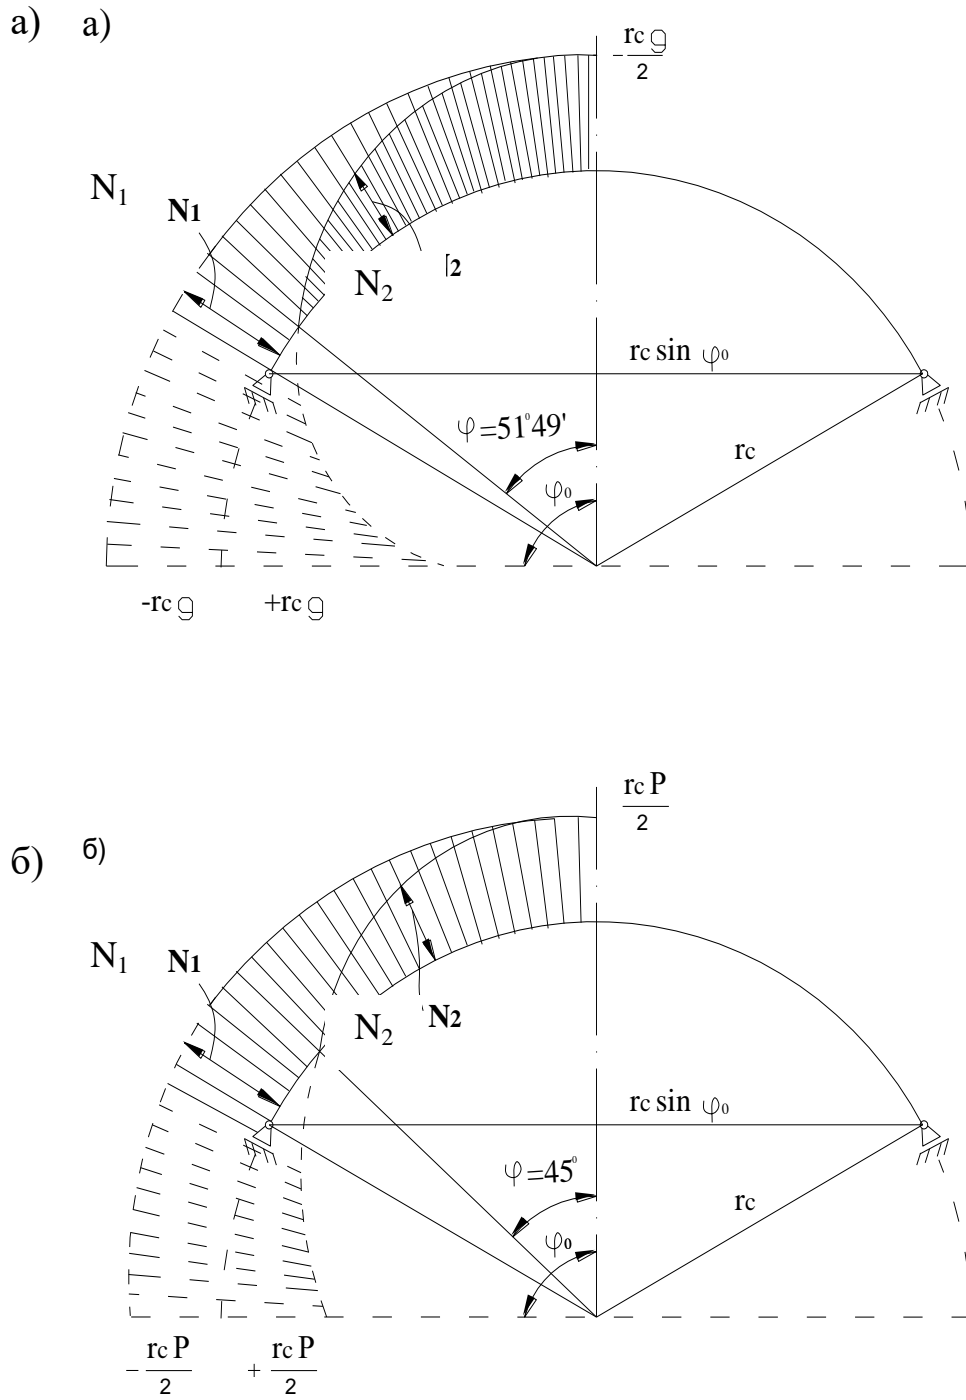 а) а)
- rc g
2
N1 N1
N2 2
rc sin φ0
φ=51°49'
rc
φ0
-rc g +rc g
rc P
2
б) б)
N1 N1
N2 N2
rc sin φ0
φ=45°
rc
φ0
- rc P + rc P
2 2